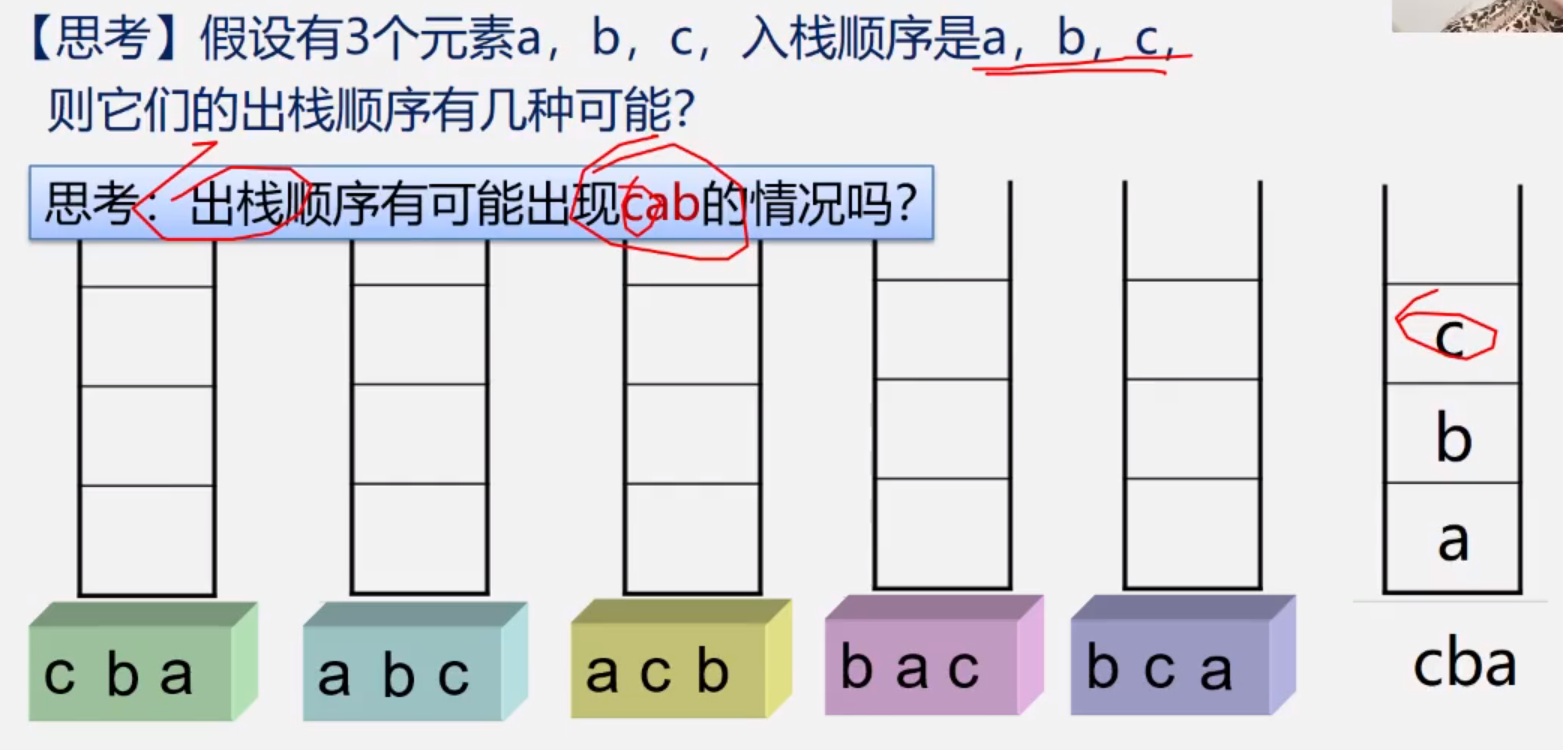 【思考】假设有3个元素a，b，c，入栈顺序是a，b，c，
则它们的出栈顺序有几种可能？
思考：出栈顺序有可能出现cab的情况吗？
c
b
a
c b a
a b c
a c b
b a c
b c a
cba